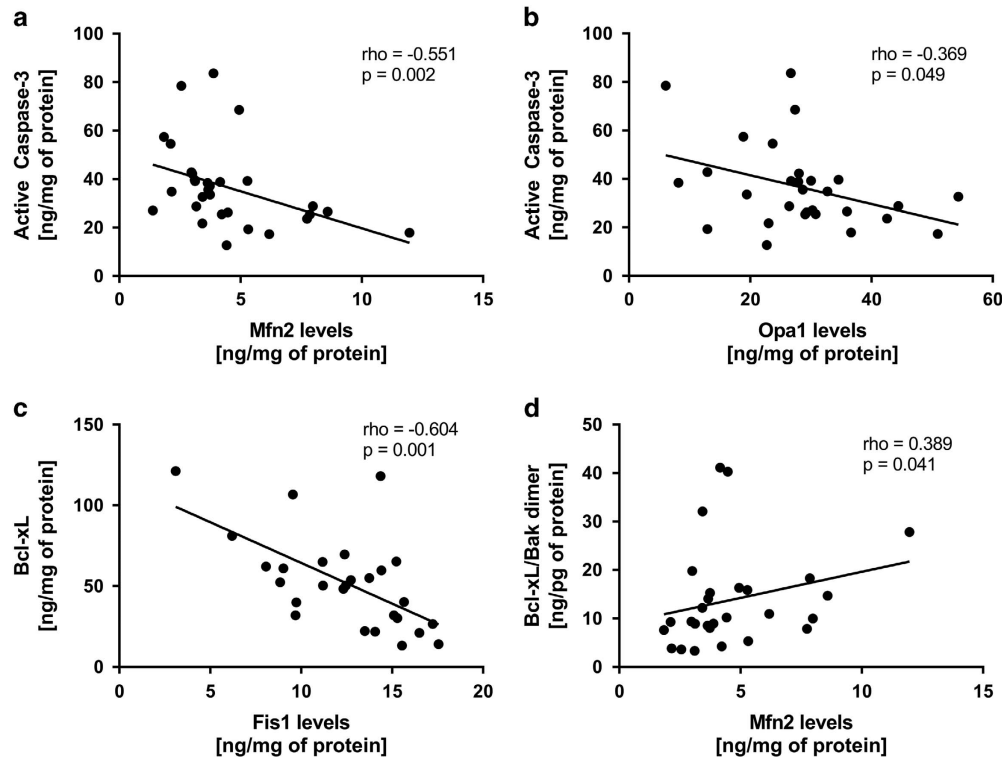 a
100
80
60
40
20
0
Active Caspase-3
[ng/mg of protein]
rho = -0.551
p = 0.002
0 5 10 15
Mfn2 levels
[ng/mg of protein]
b
100
80
60
40
20
0
Active Caspase-3
[ng/mg of protein]
rho = -0.369
p = 0.049
0 20 40 60
Opa1 levels
[ng/mg of protein]
c
150
100
50
0
Bcl-xL
[ng/mg of protein]
rho = -0.604
p = 0.001
0 5 10 15 20
Fis1 levels
[ng/mg of protein]
d
50
40
30
20
10
0
Bcl-xL/Bak dimer
[ng/pg of protein]
rho = 0.389
p = 0.041
0 5 10 15
Mfn2 levels
[ng/mg of protein]